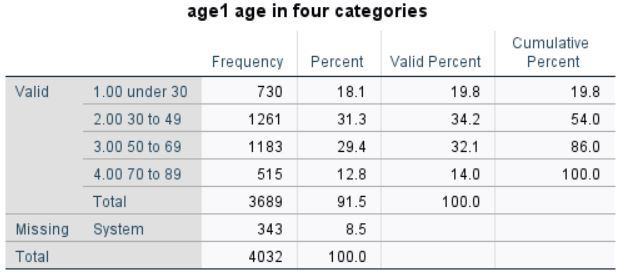 age1 age in four categories
Frequency Percent Valid Percent Cumulative Percent
Valid 1.00 under 30 730 18.1 19.8 19.8
2.00 30 to 49 1261 31.3 34.2 54.0
3.00 50 to 69 1183 29.4 32.1 86.0
4.00 70 to 89 515 12.8 14.0 100.0
Total 3689 91.5 100.0
Missing System 343 8.5
Total 4032 100.0